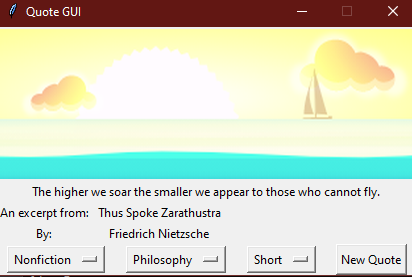 Quote GUI
The higher we soar the smaller we appear to those who cannot fly.
An excerpt from: Thus Spoke Zarathustra
By: Friedrich Nietzsche
Nonfiction Philosophy Short New Quote